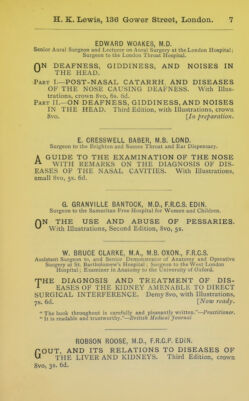 H. K. Lewis, 136 Gower Street, London. 7
EDWARD WOAKES, M.D.
Senior Aural Surgeon and Lecturer on Aural Surgery at the London Hospital;
Surgeon to the London Throat Hospital.
ON DEAFNESS, GIDDINESS, AND NOISES IN
THE HEAD.
PART I.—POST-NASAL CATARRH, AND DISEASES
OF THE NOSE CAUSING DEAFNESS. With Illus-
trations, crown 8vo, 6s. 6d.
PART II.—ON DEAFNESS, GIDDINESS, AND NOISES
IN THE HEAD. Third Edition, with Illustrations, crown
8vo. [In preparation.
E. CRESSWELL BABER, M.B. LOND.
Surgeon to the Brighton and Sussex Throat and Ear Dispensary.
A GUIDE TO THE EXAMINATION OF THE NOSE
WITH REMARKS ON THE DIAGNOSIS OF DIS-
EASES OF THE NASAL CAVITIES. With Illustrations,
small 8vo, 5s. 6d.
G. GRANVILLE BANTOCK, M.D., F.R.C.S. EDIN.
Surgeon to the Samaritan Free Hospital for Women and Children.
ON THE USE AND ABUSE OF PESSARIES.
With Illustrations, Second Edition, 8vo, 5s.
W. BRUCE CLARKE, M.A., M.B. OXON., F.R.C.S.
Assistant Surgeon to, and Senior Demonstrator of Anatomy and Operative
Surgery at St. Bartholomew's Hospital; Surgeon to the West London
Hospital; Examiner in Anatomy to the University of Oxford.
THE DIAGNOSIS AND TREATMENT OF DIS-
EASES OF THE KIDNEY AMENABLE TO DIRECT
SURGICAL INTERFERENCE. Demy 8vo, with Illustrations,
7s. 6d. [Now ready.
"The book throughout is carefully and pleasantly written."—Practitioner.
"It is readable and trustworthy."—British Medical Journal
ROBSON ROOSE, M.D., F.R.C.P. EDIN.
GOUT, AND ITS RELATIONS TO DISEASES OF
THE LIVER AND KIDNEYS. Third Edition, crown
8vo, 3s. 6d.